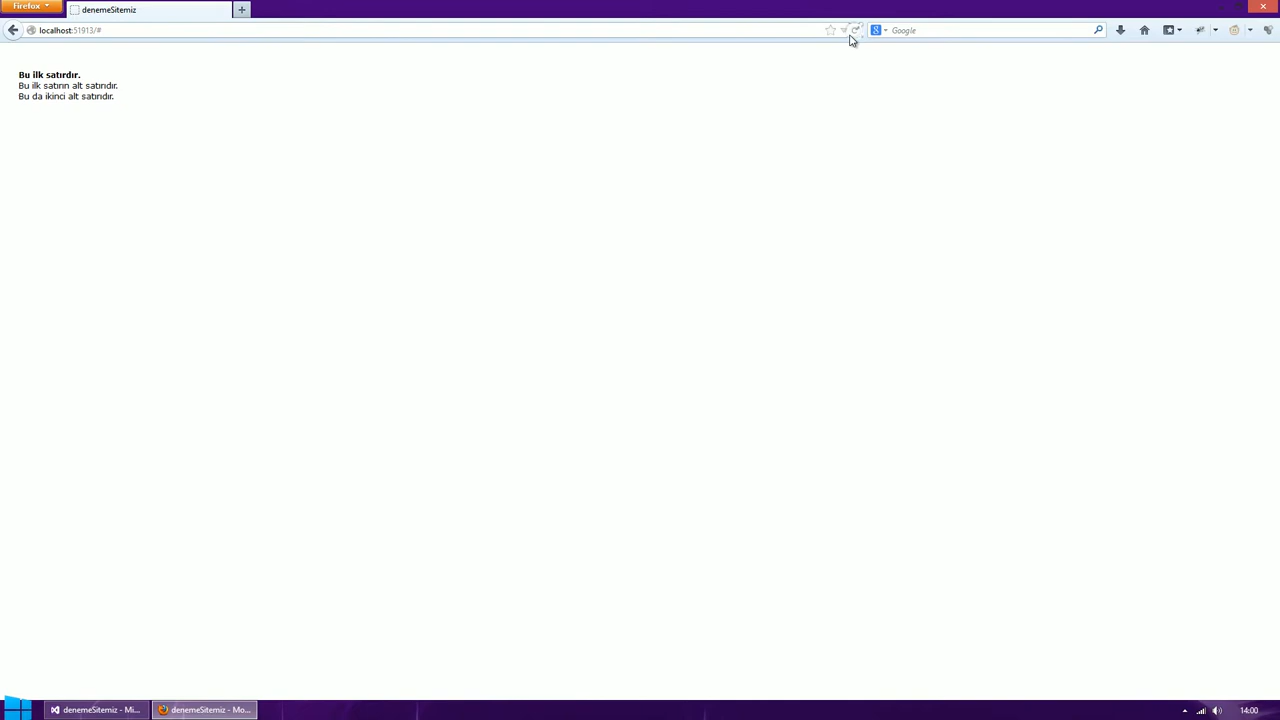 Firefox
denemeSitemiz
localhost:51913/#
Google
Bu ilk satırdır.
Bu ilk satırın alt satırıdır.
Bu da ikinci alt satırıdır.
denemeSitemiz - Mi...
denemeSitemiz - Mo...
14:00